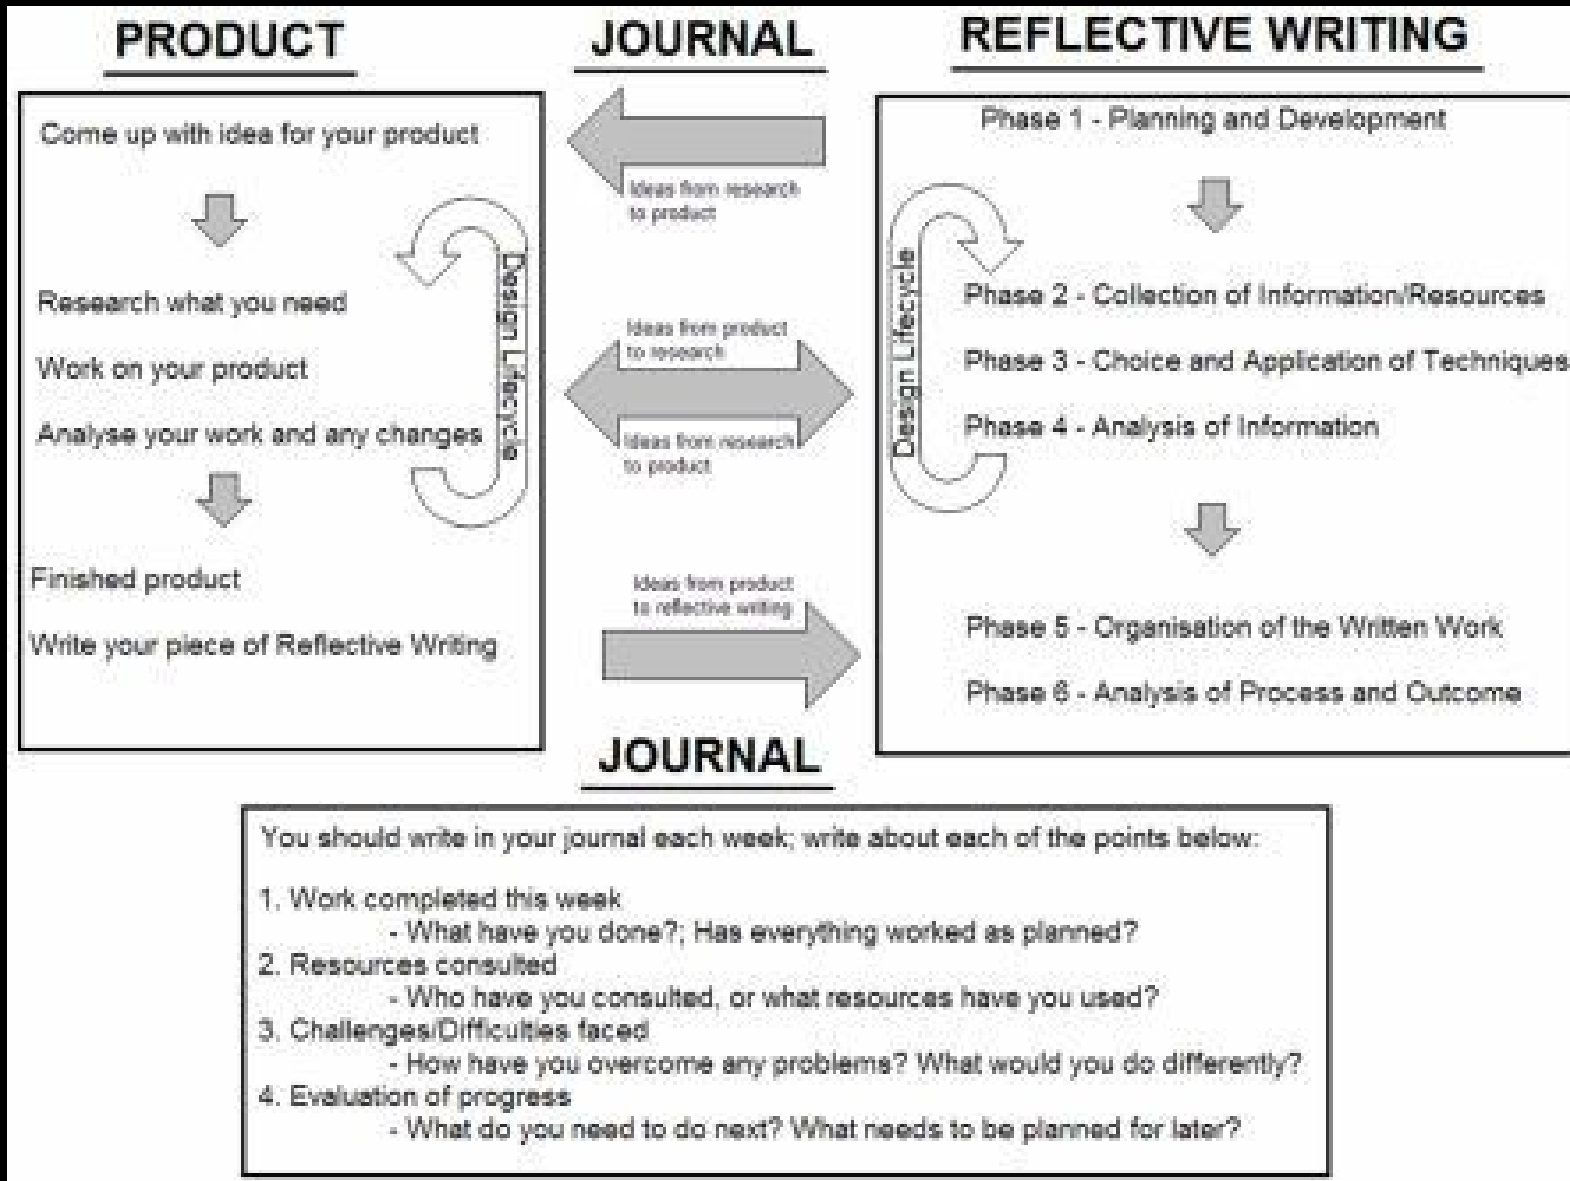 PRODUCT
Come up with idea for your product
Research what you need
Work on your product
Analyse your work and any changes
Design Lifecycle
Finished product
Write your piece of Reflective Writing
JOURNAL
Ideas from research
to product
Ideas from product
to research
Ideas from research
to product
Ideas from product
to reflective writing
REFLECTIVE WRITING
Phase 1 - Planning and Development
Design Lifecycle
Phase 2 - Collection of Information/Resources
Phase 3 - Choice and Application of Techniques
Phase 4 - Analysis of Information
Phase 5 - Organisation of the Written Work
Phase 6 - Analysis of Process and Outcome
JOURNAL
You should write in your journal each week; write about each of the points below:
1. Work completed this week
- What have you done?; Has everything worked as planned?
2. Resources consulted
- Who have you consulted, or what resources have you used?
3. Challenges/Difficulties faced
- How have you overcome any problems? What would you do differently?
4. Evaluation of progress
- What do you need to do next? What needs to be planned for later?